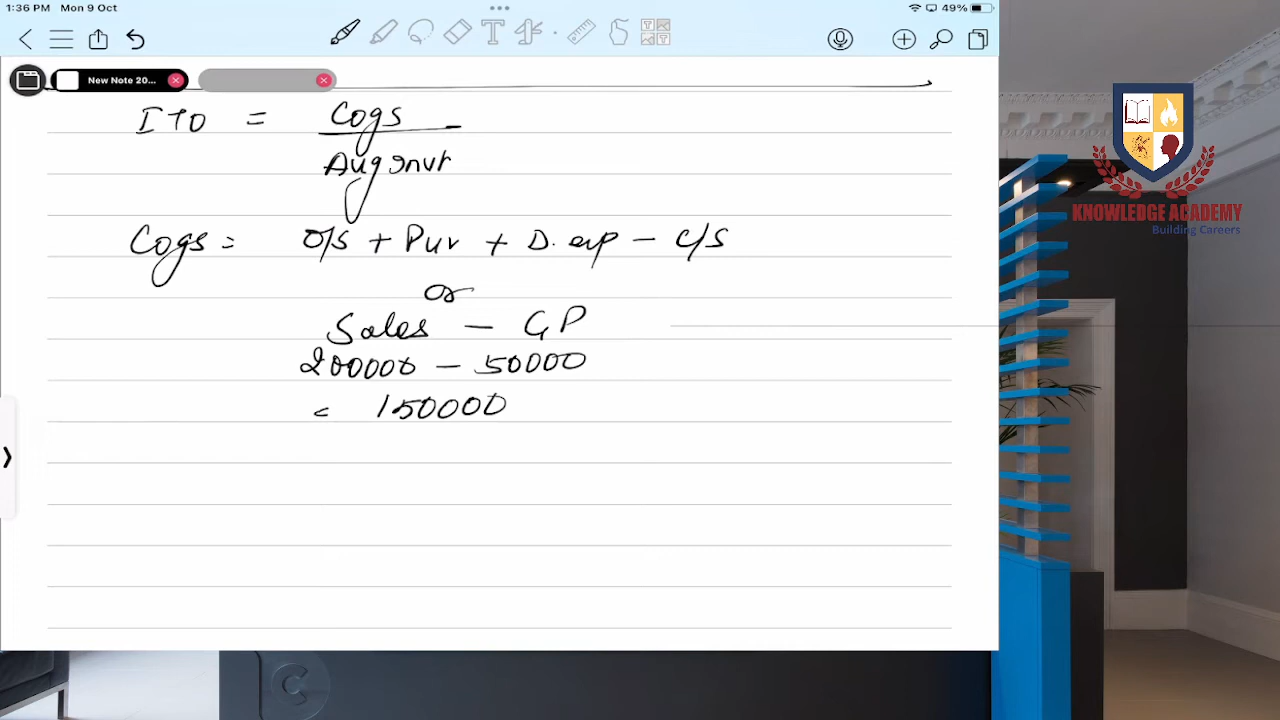 1:36 PM Mon 9 Oct
49%
New Note 20...
ITO = Cogs
Avg Invt
Cogs = O/S + Pur + D. exp - C/S
or
Sales - GP
200000 - 50000
= 150000
KNOWLEDGE ACADEMY
Building Careers